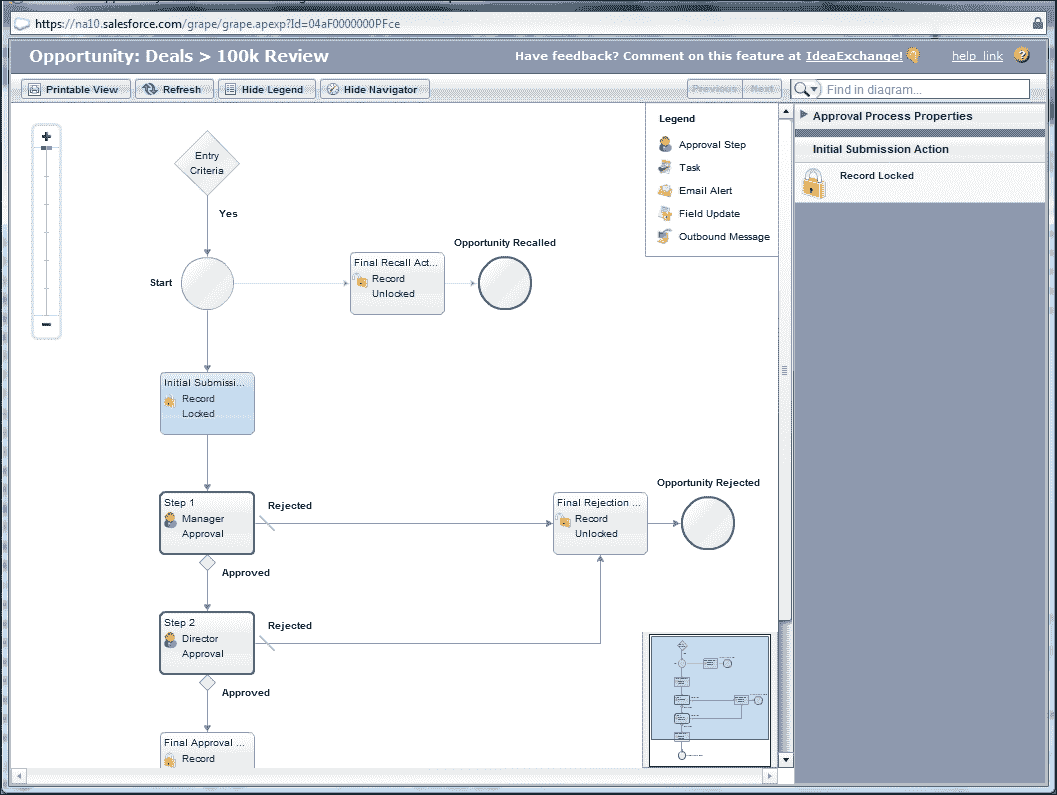 https://na10.salesforce.com/grape/grape.apexp?Id=04aF0000000PFce
Opportunity: Deals > 100k Review
Have feedback? Comment on this feature at IdeaExchange!
help link
Printable View
Refresh
Hide Legend
Hide Navigator
Previous
Next
Find in diagram...
Legend
Approval Step
Task
Email Alert
Field Update
Outbound Message
Approval Process Properties
Initial Submission Action
Record Locked
Entry
Criteria
Yes
Start
Final Recall Act...
Record
Unlocked
Opportunity Recalled
Initial Submissi...
Record
Locked
Step 1
Manager
Approval
Rejected
Approved
Final Rejection ...
Record
Unlocked
Opportunity Rejected
Step 2
Director
Approval
Rejected
Approved
Final Approval ...
Record